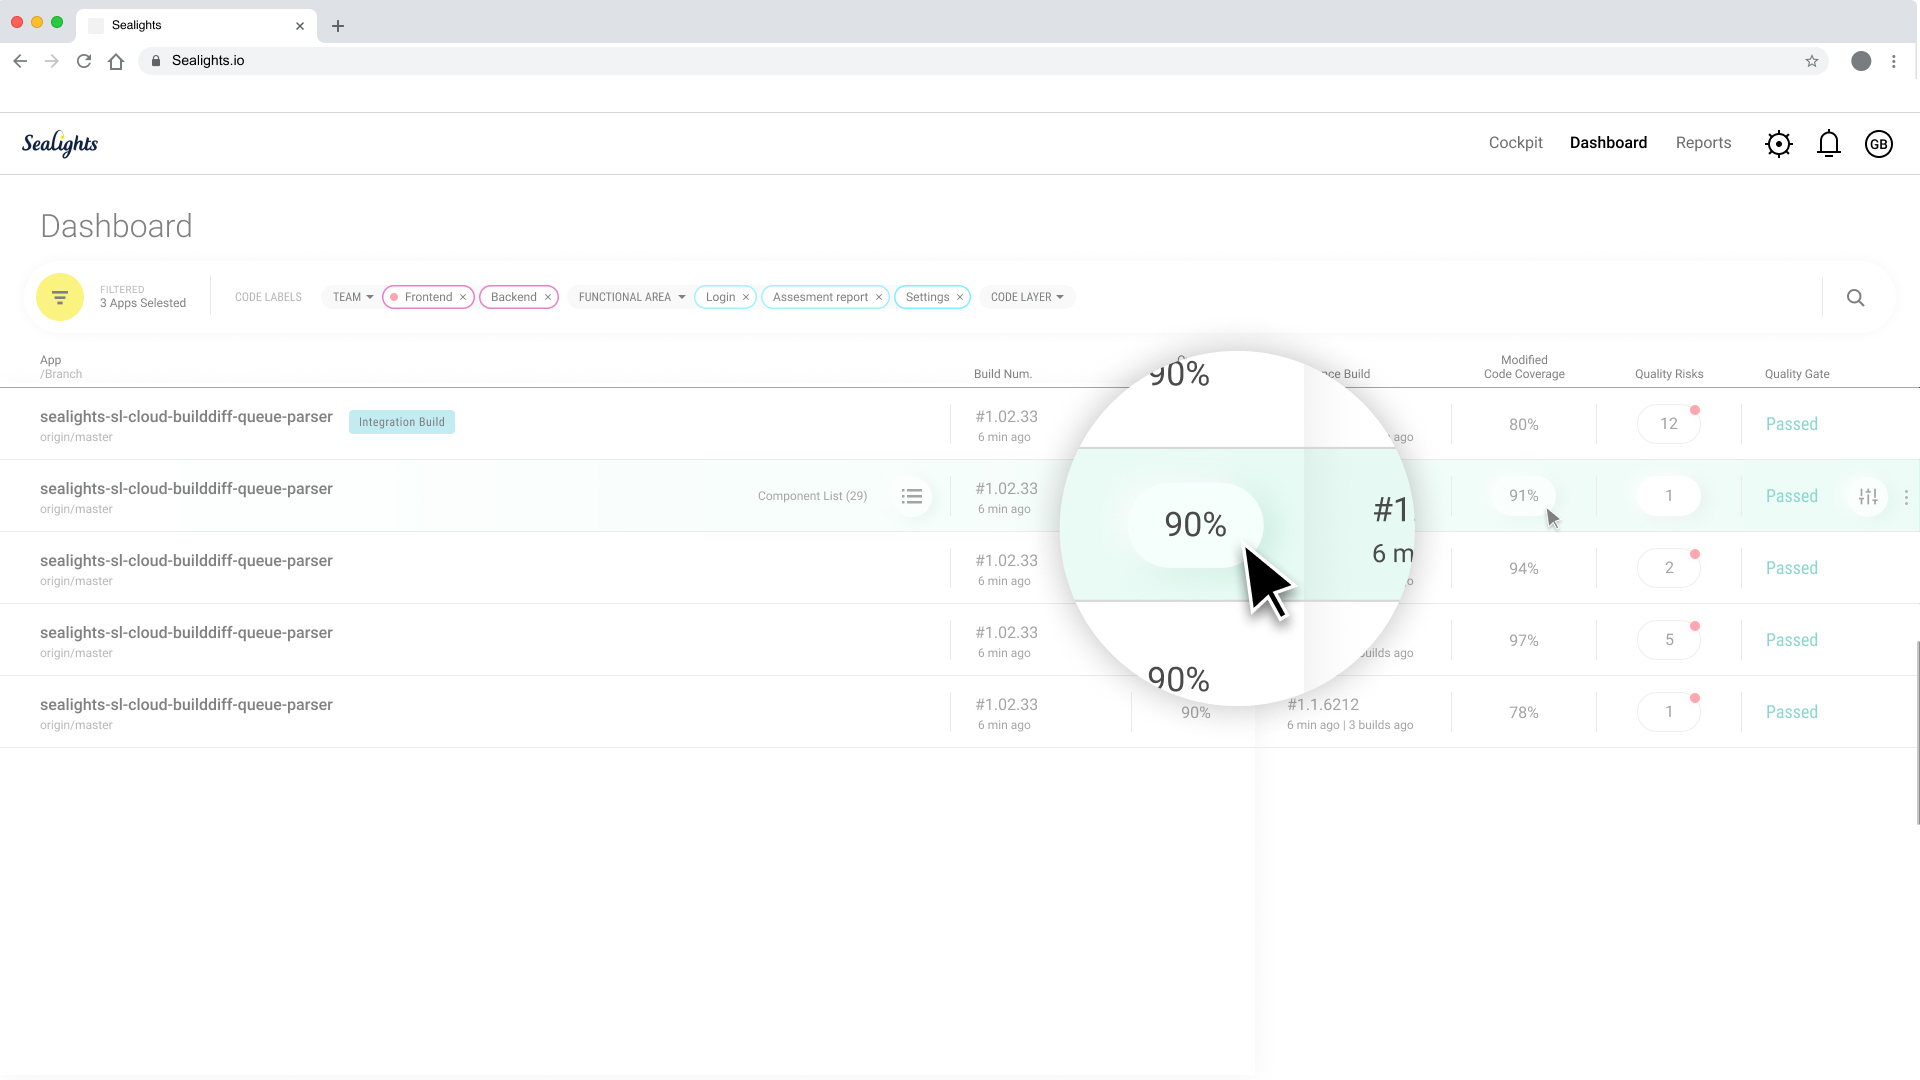 Sealights
Sealights.io
SeaLights
Cockpit Dashboard Reports GB
Dashboard
FILTERED
3 Apps Selected
CODE LABELS TEAM Frontend × Backend × FUNCTIONAL AREA Login × Assesment report × Settings × CODE LAYER
App
/Branch
Build Num.
Build
Modified
Code Coverage
Quality Risks
Quality Gate
sealights-sl-cloud-builddiff-queue-parser
origin/master
Integration Build
#1.02.33
6 min ago
90%
ago
80%
12
Passed
sealights-sl-cloud-builddiff-queue-parser
origin/master
Component List (29)
#1.02.33
6 min ago
90%
#1
6 m
91%
1
Passed
sealights-sl-cloud-builddiff-queue-parser
origin/master
#1.02.33
6 min ago
94%
2
Passed
sealights-sl-cloud-builddiff-queue-parser
origin/master
#1.02.33
6 min ago
90%
builds ago
97%
5
Passed
sealights-sl-cloud-builddiff-queue-parser
origin/master
#1.02.33
6 min ago
90%
#1.1.6212
6 min ago | 3 builds ago
78%
1
Passed